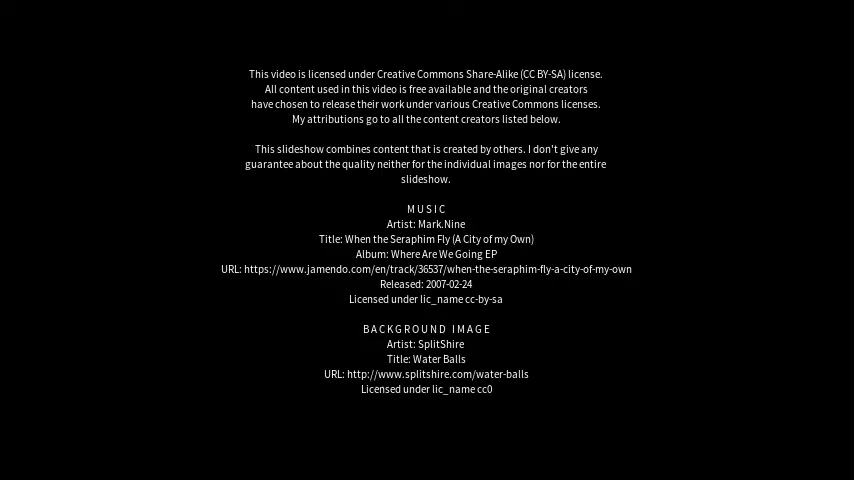 This video is licensed under Creative Commons Share-Alike (CC BY-SA) license.
All content used in this video is free available and the original creators
have chosen to release their work under various Creative Commons licenses.
My attributions go to all the content creators listed below.
This slideshow combines content that is created by others. I don't give any
guarantee about the quality neither for the individual images nor for the entire
slideshow.
MUSIC
Artist: Mark.Nine
Title: When the Seraphim Fly (A City of my Own)
Album: Where Are We Going EP
URL: https://www.jamendo.com/en/track/36537/when-the-seraphim-fly-a-city-of-my-own
Released: 2007-02-24
Licensed under lic_name cc-by-sa
BACKGROUND IMAGE
Artist: SplitShire
Title: Water Balls
URL: http://www.splitshire.com/water-balls
Licensed under lic_name cc0